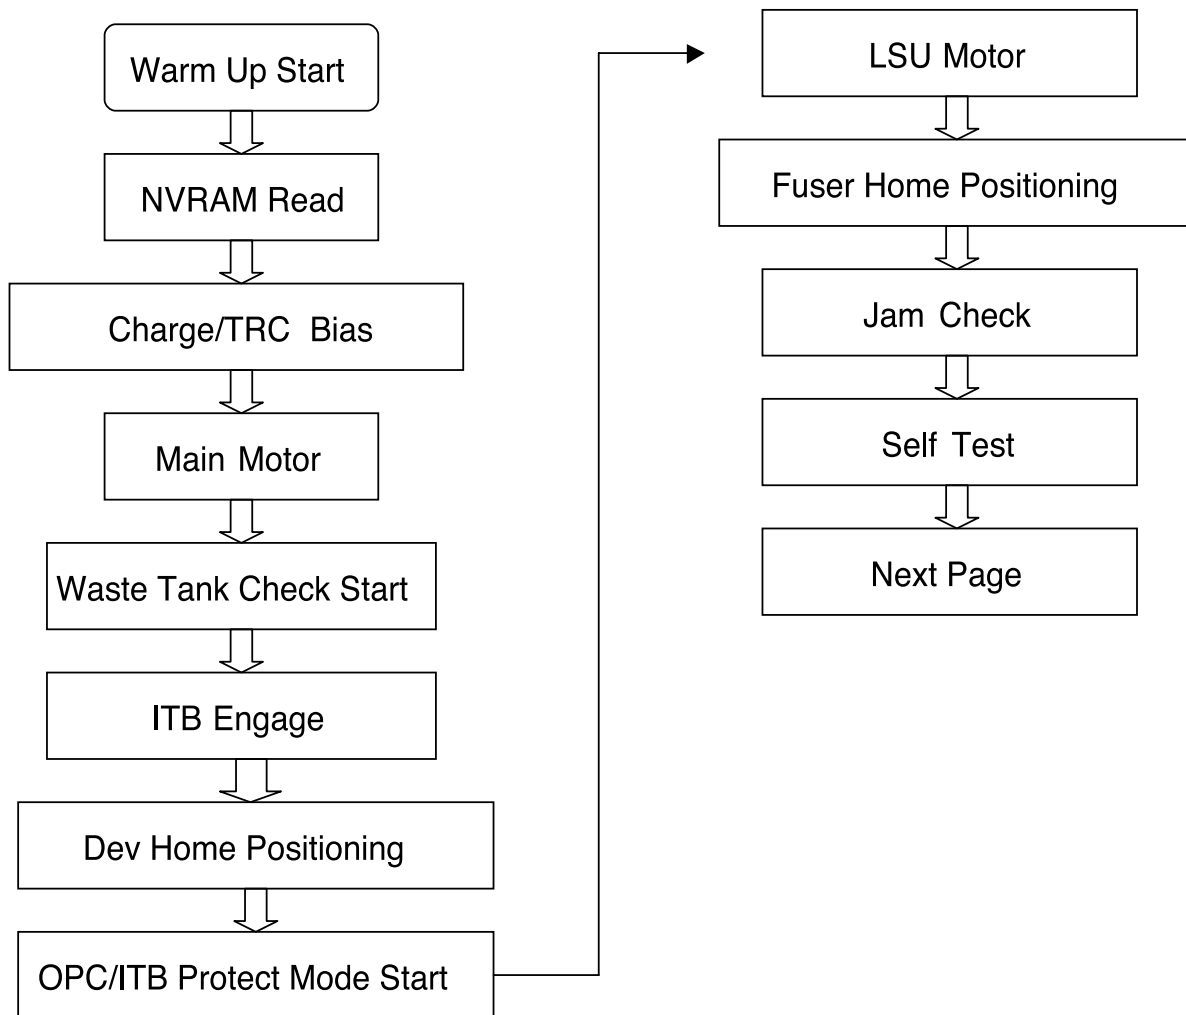 Warm Up Start
NVRAM Read
Charge/TRC Bias
Main Motor
Waste Tank Check Start
ITB Engage
Dev Home Positioning
OPC/ITB Protect Mode Start
LSU Motor
Fuser Home Positioning
Jam Check
Self Test
Next Page